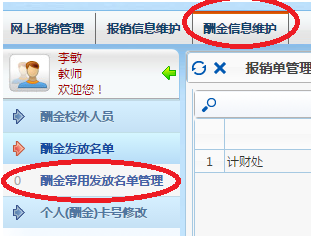 网上报销管理 报销信息维护 酬金信息维护
李敏
教师
欢迎您！
报销单管理
酬金校外人员
酬金发放名单
0 酬金常用发放名单管理
个人(酬金)卡号修改
1 计财处